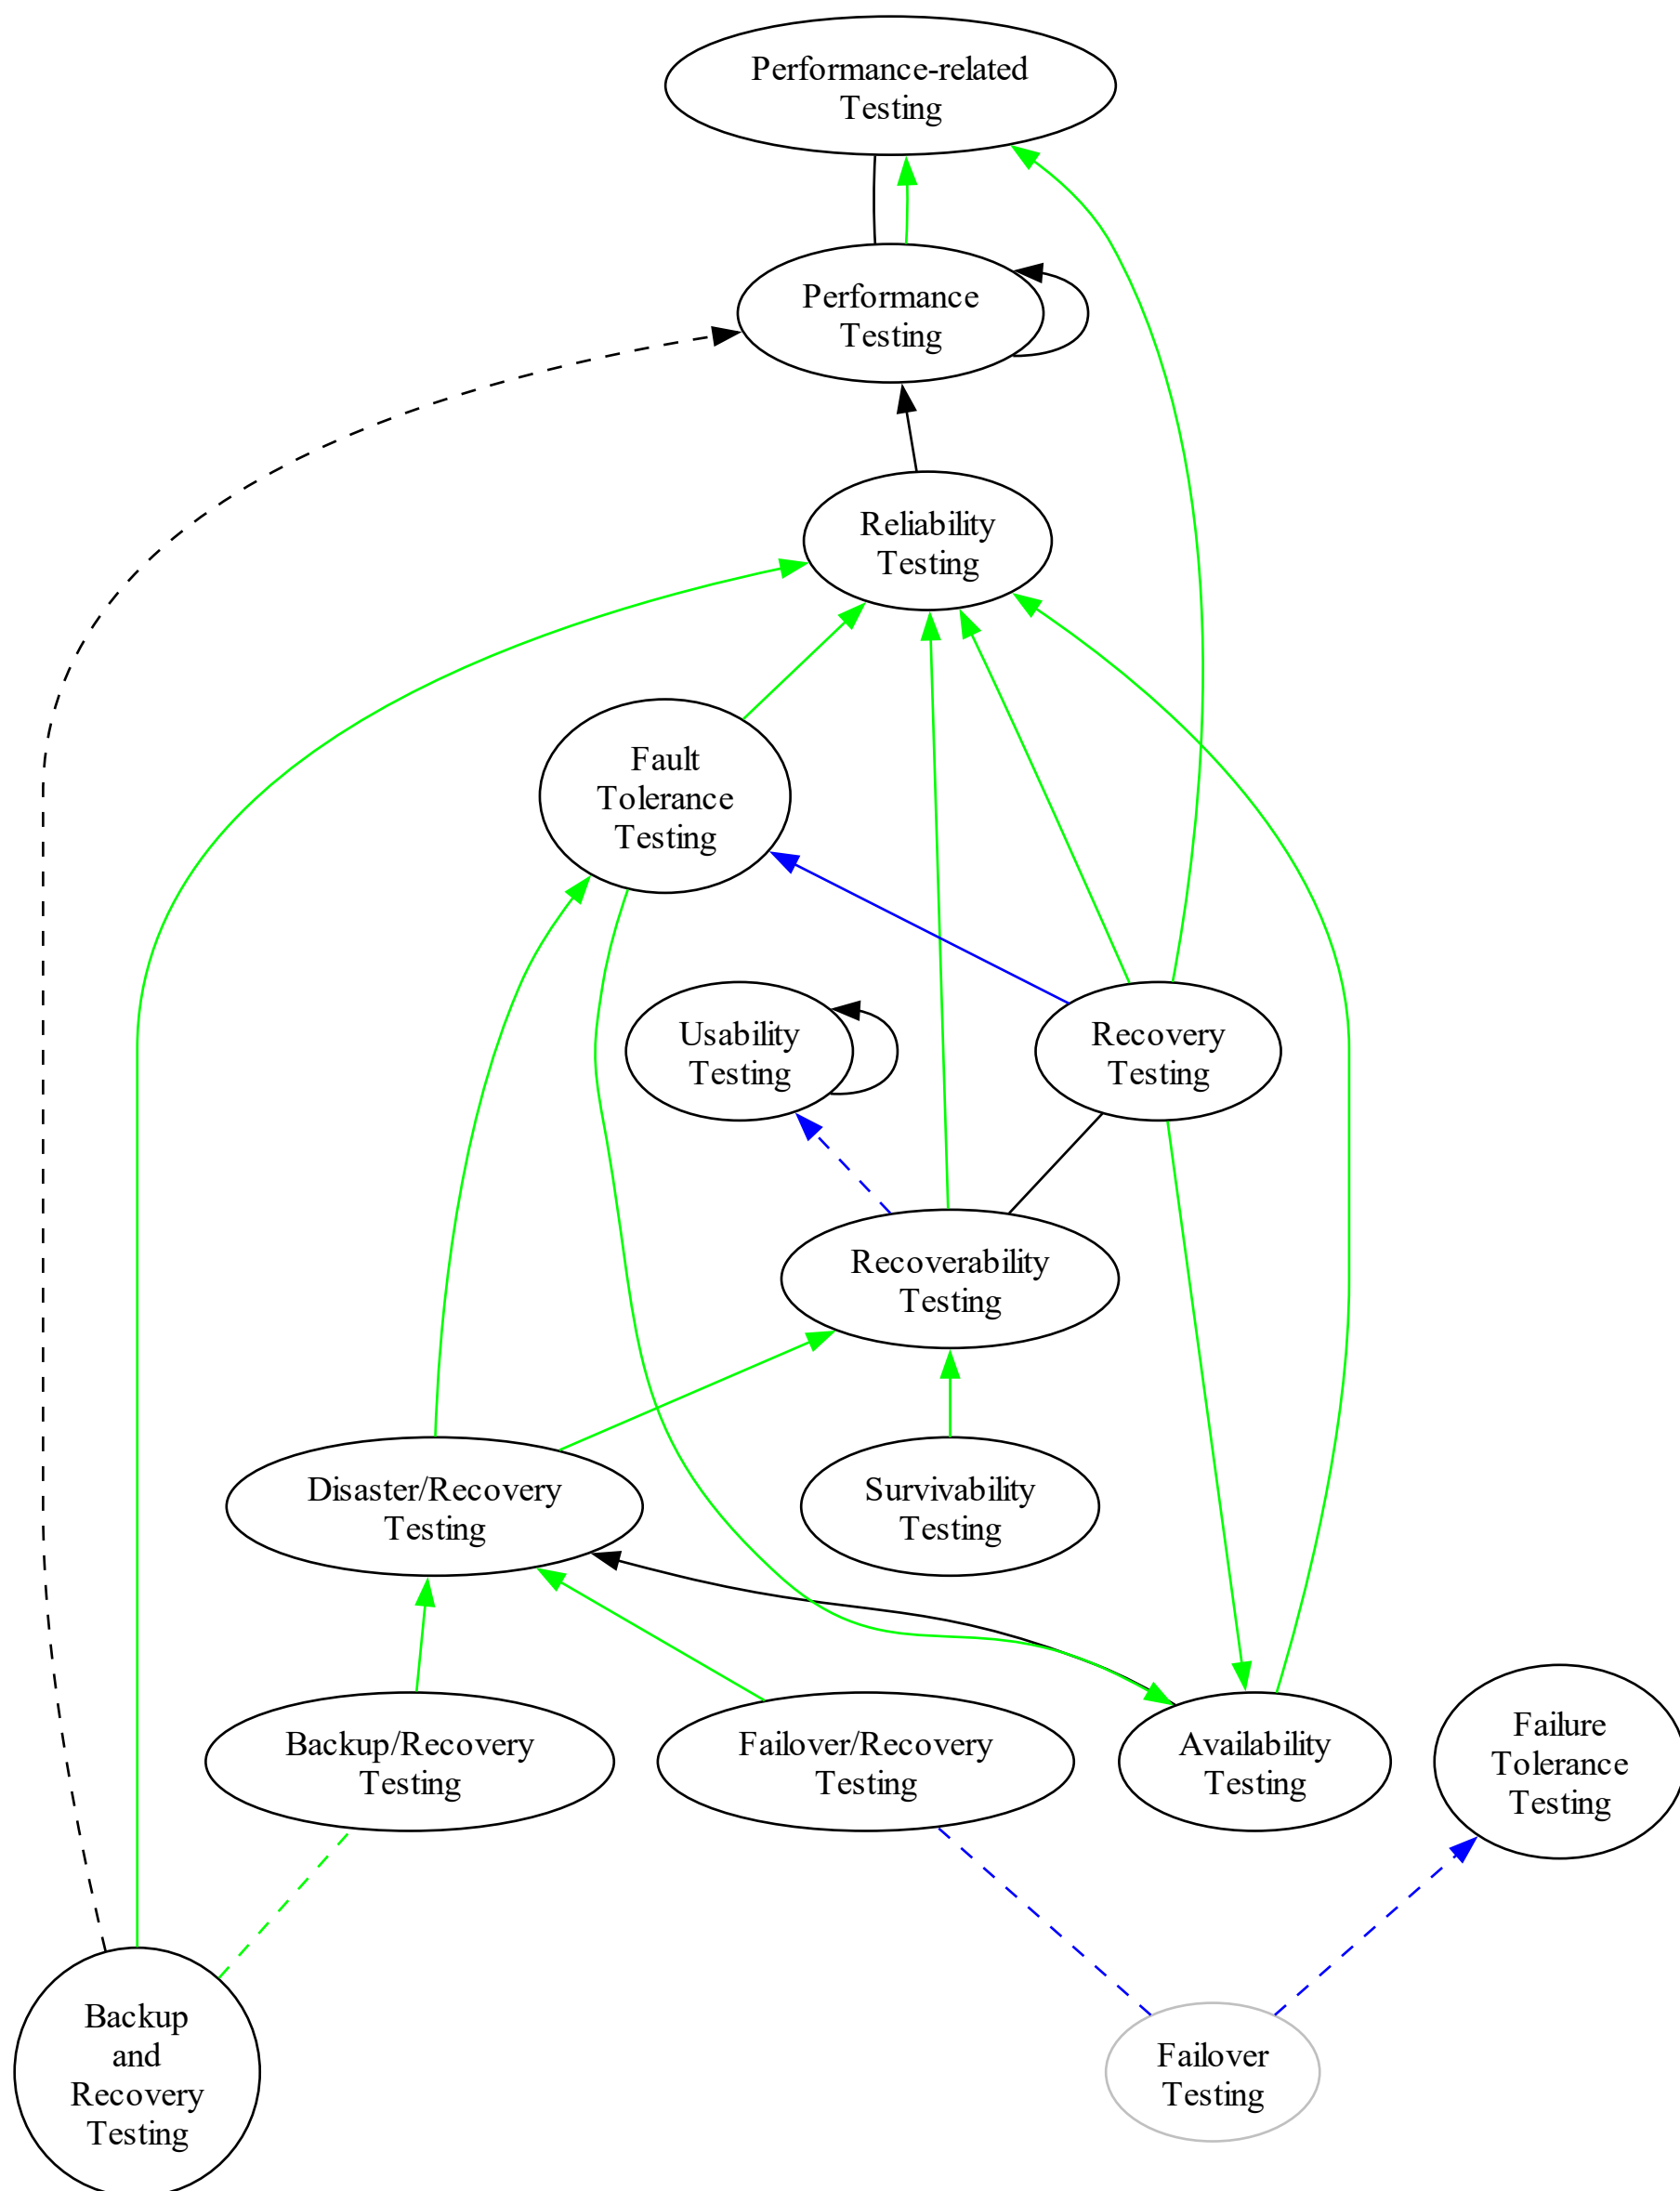 Performance-related
Testing
Performance
Testing
Reliability
Testing
Fault
Tolerance
Testing
Usability
Testing
Recovery
Testing
Recoverability
Testing
Disaster/Recovery
Testing
Survivability
Testing
Backup/Recovery
Testing
Failover/Recovery
Testing
Availability
Testing
Failure
Tolerance
Testing
Backup
and
Recovery
Testing
Failover
Testing